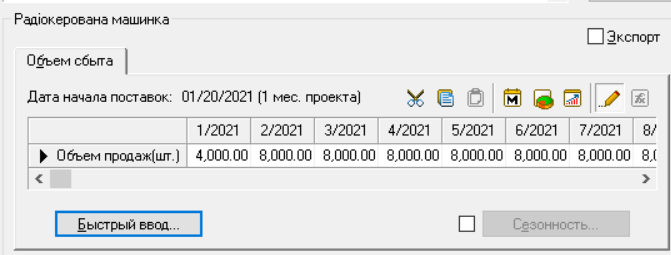 Радіокерована машинка
Экспорт
Объем сбыта
Дата начала поставок: 01/20/2021 (1 мес. проекта)
1/2021 2/2021 3/2021 4/2021 5/2021 6/2021 7/2021 8/
Объем продаж(шт.) 4,000.00 8,000.00 8,000.00 8,000.00 8,000.00 8,000.00 8,000.00 8,0
Быстрый ввод...
Сезонность...